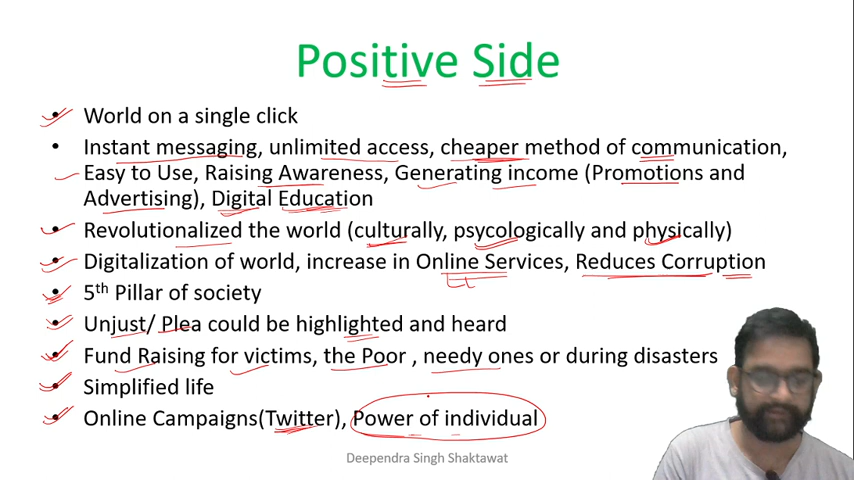 Positive Side
• World on a single click
• Instant messaging, unlimited access, cheaper method of communication,
Easy to Use, Raising Awareness, Generating income (Promotions and
Advertising), Digital Education
• Revolutionalized the world (culturally, psycologically and physically)
• Digitalization of world, increase in Online Services, Reduces Corruption
• 5th Pillar of society
• Unjust/ Plea could be highlighted and heard
• Fund Raising for victims, the Poor , needy ones or during disasters
• Simplified life
• Online Campaigns(Twitter), Power of individual
Deependra Singh Shaktawat